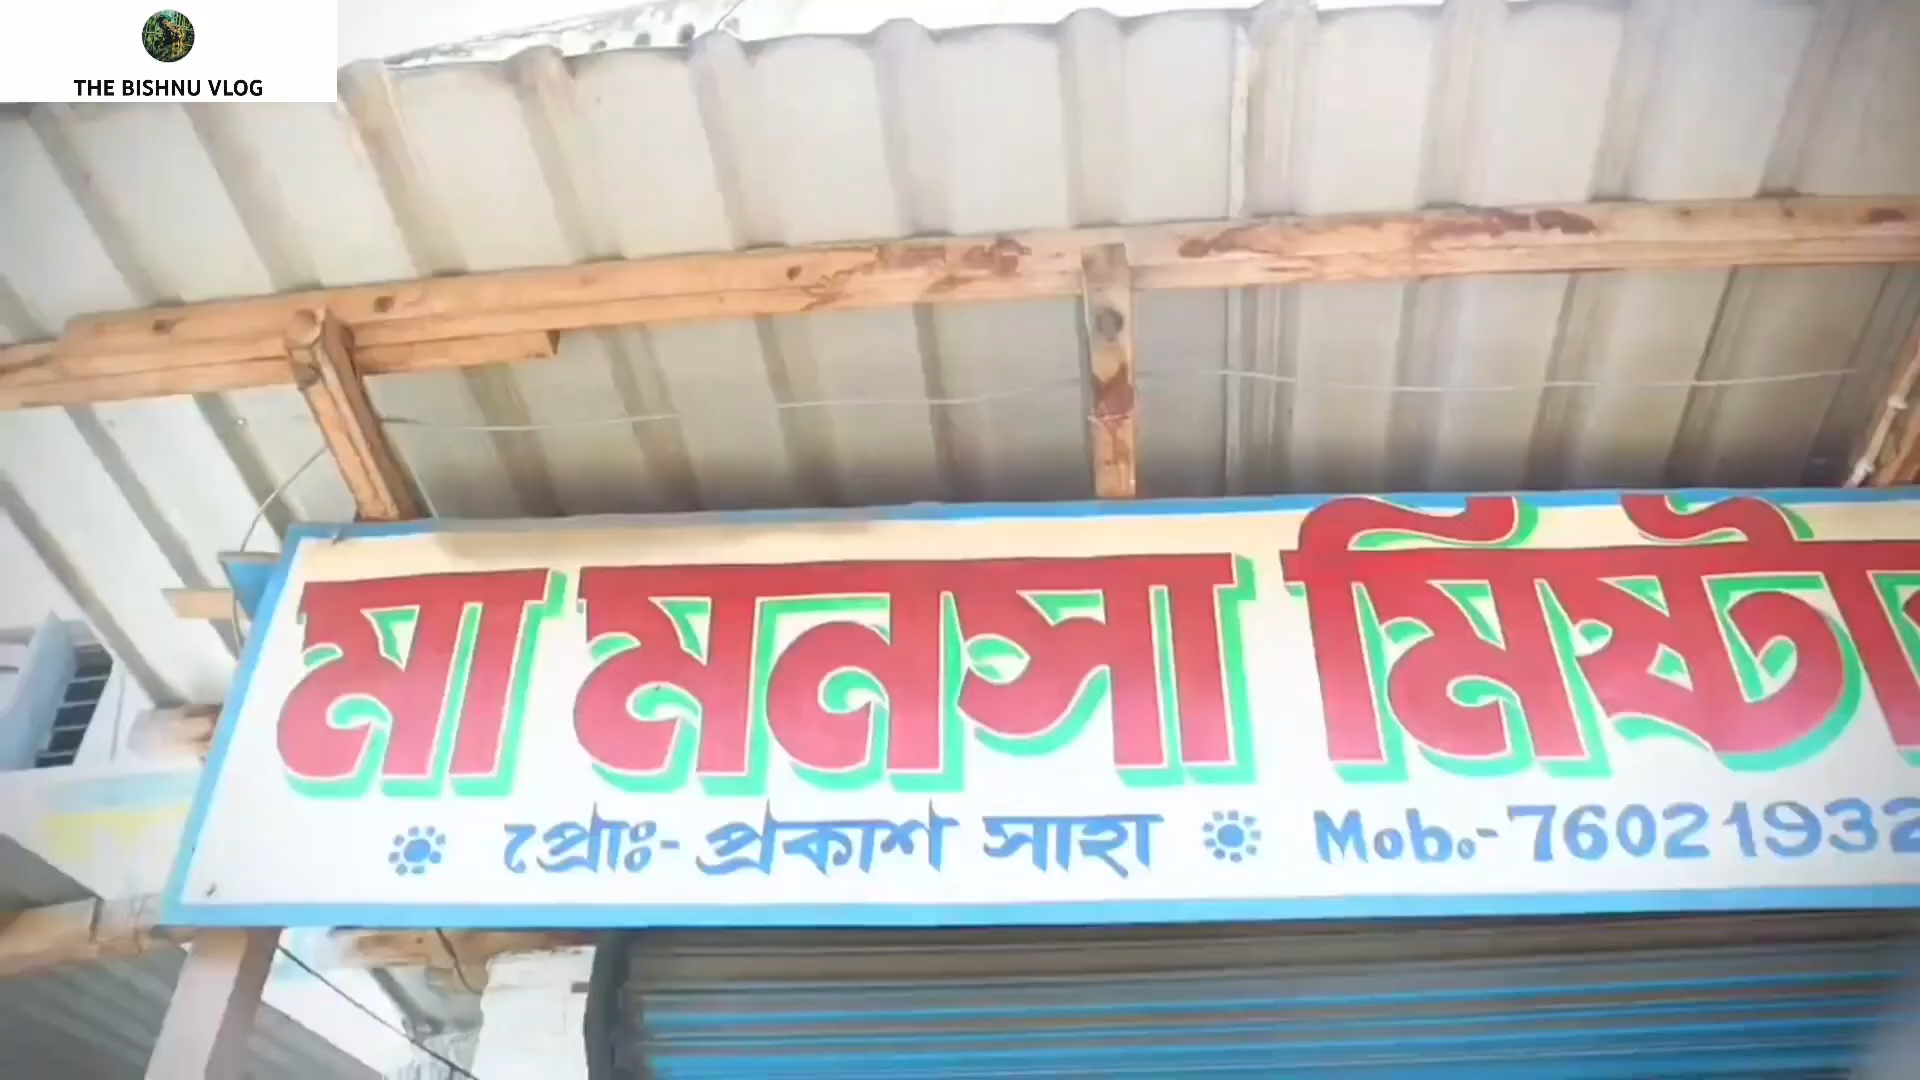 THE BISHNU VLOG
মা মনসা মিষ্টা
প্রোঃ- প্রকাশ সাহা Mob.- 76021932